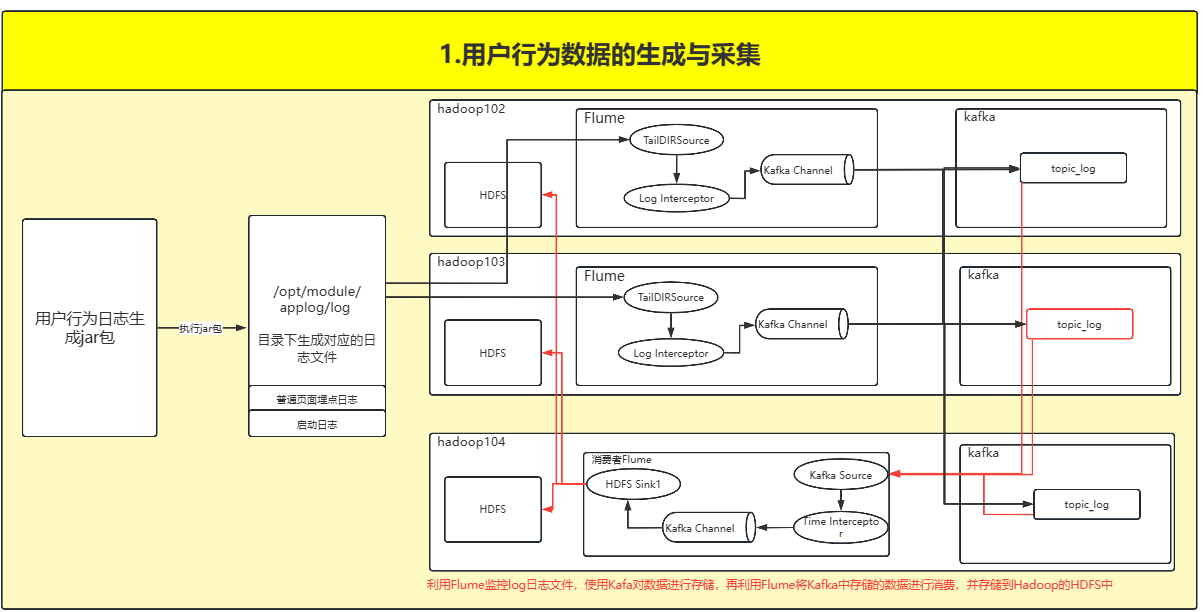 1.用户行为数据的生成与采集
用户行为日志生
成jar包
执行jar包
/opt/module/
applog/log
目录下生成对应的日
志文件
普通页面埋点日志
启动日志
hadoop102
HDFS
Flume
TailDIRSource
Log Interceptor
Kafka Channel
kafka
topic_log
hadoop103
HDFS
Flume
TailDIRSource
Log Interceptor
Kafka Channel
kafka
topic_log
hadoop104
HDFS
消费者Flume
HDFS Sink1
Kafka Channel
Kafka Source
Time Intercepto
r
kafka
topic_log
利用Flume监控log日志文件，使用Kafa对数据进行存储，再利用Flume将Kafka中存储的数据进行消费，并存储到Hadoop的HDFS中